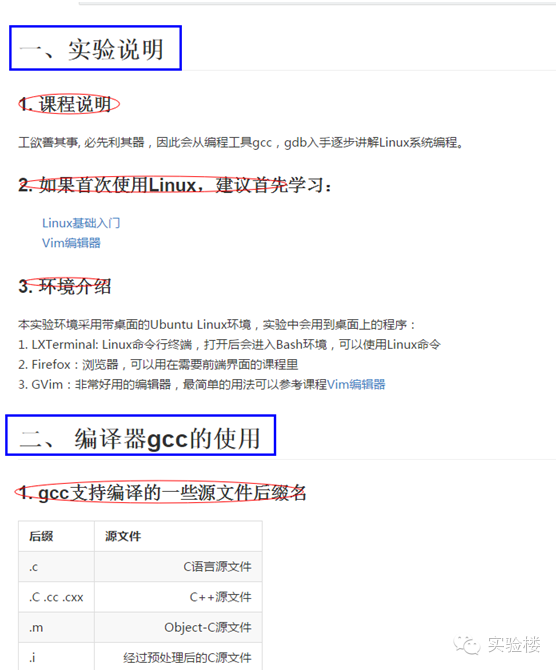 一、实验说明
1. 课程说明
工欲善其事, 必先利其器，因此会从编程工具gcc，gdb入手逐步讲解Linux系统编程。
2. 如果首次使用Linux，建议首先学习：
Linux基础入门
Vim编辑器
3. 环境介绍
本实验环境采用带桌面的Ubuntu Linux环境，实验中会用到桌面上的程序：
1. LXTerminal: Linux命令行终端，打开后会进入Bash环境，可以使用Linux命令
2. Firefox：浏览器，可以用在需要前端界面的课程里
3. GVim：非常好用的编辑器，最简单的用法可以参考课程Vim编辑器
二、 编译器gcc的使用
1. gcc支持编译的一些源文件后缀名
后缀 源文件
.c C语言源文件
.C .cc .cxx C++源文件
.m Object-C源文件
.i 经过预处理后的C源文件
实验楼